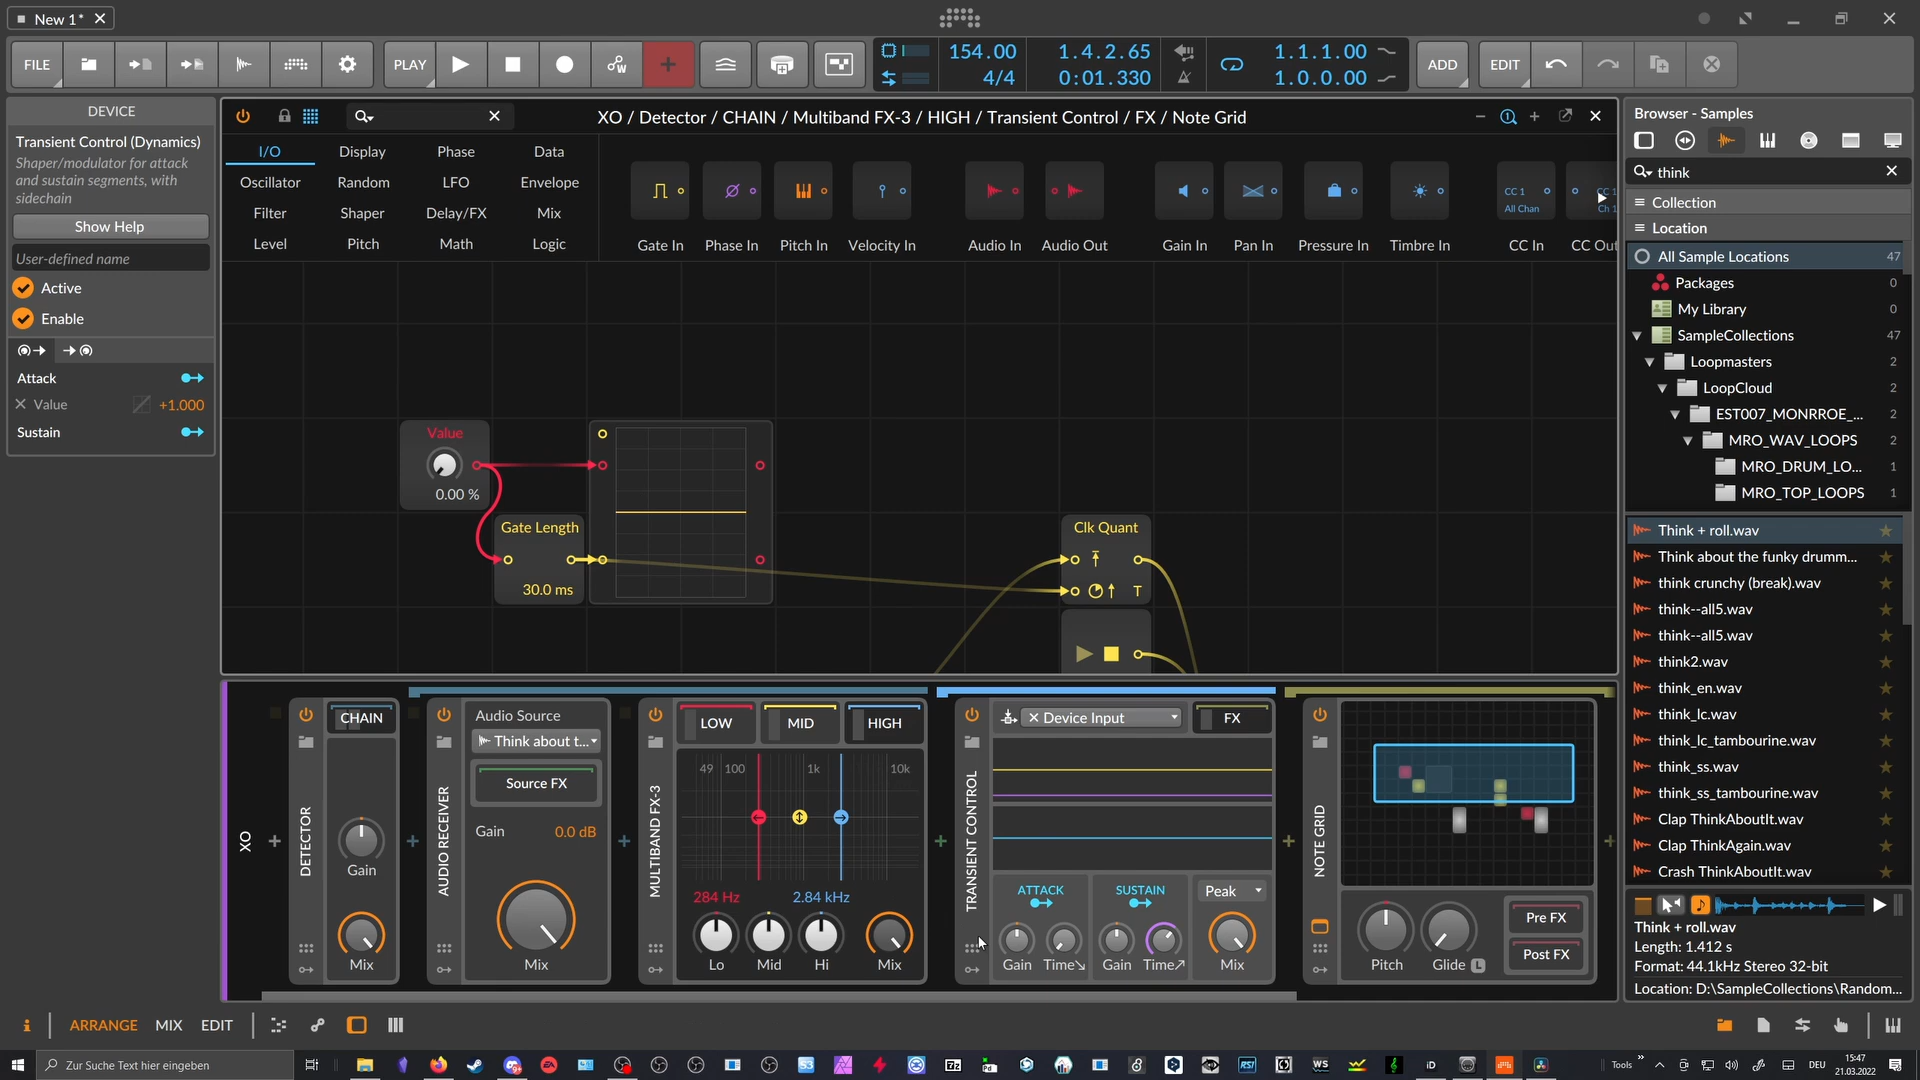 New 1*
FILE
PLAY
154.00
4/4
1.4.2.65
0:01.330
1.1.1.00
1.0.0.00
ADD
EDIT
DEVICE
Transient Control (Dynamics)
Shaper/modulator for attack
and sustain segments, with
sidechain
Show Help
User-defined name
Active
Enable
Attack
Value
+1.000
Sustain
XO / Detector / CHAIN / Multiband FX-3 / HIGH / Transient Control / FX / Note Grid
I/O
Display
Phase
Data
Oscillator
Random
LFO
Envelope
Filter
Shaper
Delay/FX
Mix
Level
Pitch
Math
Logic
Gate In
Phase In
Pitch In
Velocity In
Audio In
Audio Out
Gain In
Pan In
Pressure In
Timbre In
CC 1
All Chan
CC In
CC 1
Ch 1
CC Out
Value
0.00 %
Gate Length
30.0 ms
Clk Quant
T
XO
DETECTOR
CHAIN
Gain
Mix
AUDIO RECEIVER
Audio Source
Think about t...
Source FX
Gain
0.0 dB
Mix
MULTIBAND FX-3
LOW
MID
HIGH
49
100
1k
10k
284 Hz
2.84 kHz
Lo
Mid
Hi
Mix
TRANSIENT CONTROL
Device Input
FX
ATTACK
SUSTAIN
Peak
Gain
Time
Gain
Time
Mix
NOTE GRID
Pitch
Glide
L
Pre FX
Post FX
Browser - Samples
think
Collection
Location
All Sample Locations
47
Packages
0
My Library
0
SampleCollections
47
Loopmasters
2
LoopCloud
2
EST007_MONRROE_...
2
MRO_WAV_LOOPS
2
MRO_DRUM_LO...
1
MRO_TOP_LOOPS
1
Think + roll.wav
Think about the funky drumm...
think crunchy (break).wav
think--all5.wav
think--all5.wav
think2.wav
think_en.wav
think_lc.wav
think_lc_tambourine.wav
think_ss.wav
think_ss_tambourine.wav
Clap ThinkAboutIt.wav
Clap ThinkAgain.wav
Crash ThinkAboutIt.wav
Think + roll.wav
Length: 1.412 s
Format: 44.1kHz Stereo 32-bit
Location: D:\SampleCollections\Random...
i
ARRANGE
MIX
EDIT
Zur Suche Text hier eingeben
Tools
DEU
15:47
21.03.2022